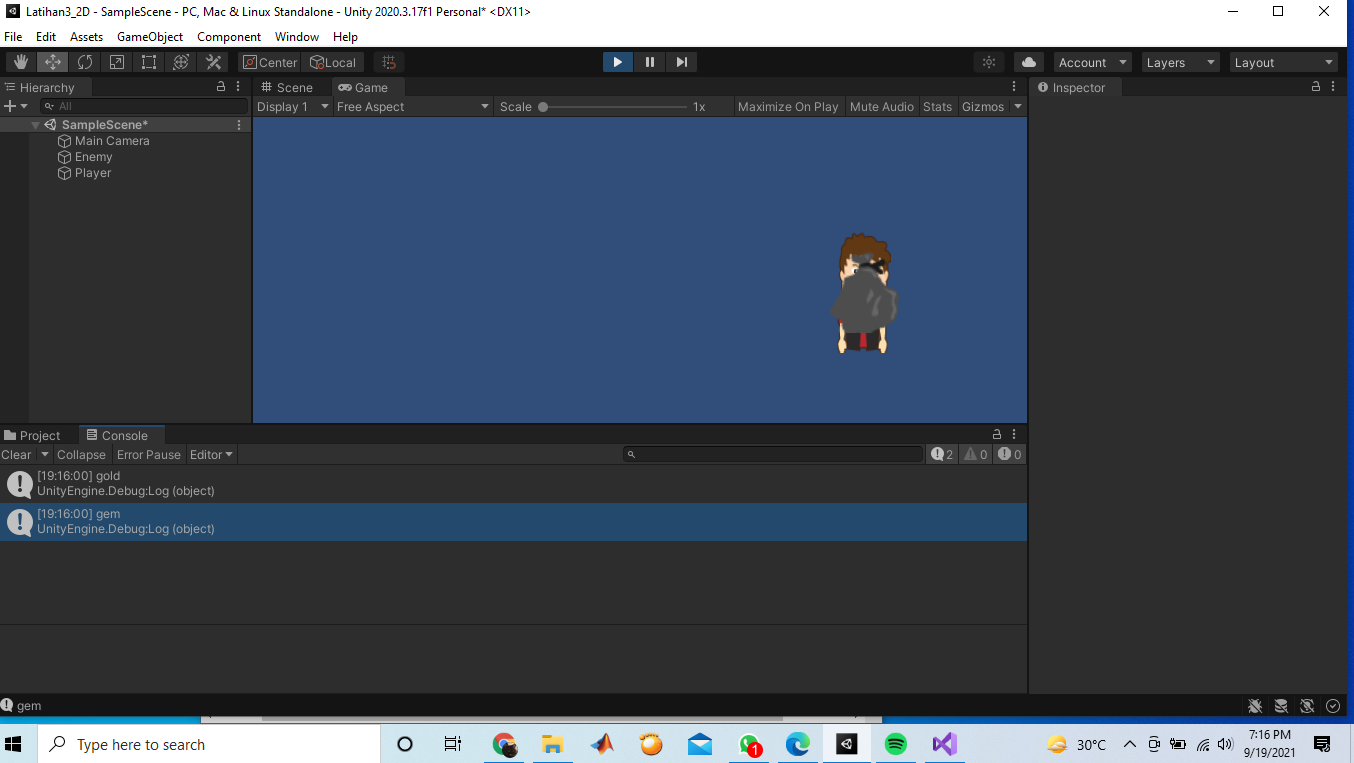 Latihan3_2D - SampleScene - PC, Mac & Linux Standalone - Unity 2020.3.17f1 Personal* <DX11>
File Edit Assets GameObject Component Window Help
Center Local Account Layers Layout
Hierarchy Scene Game Inspector
All Display 1 Free Aspect Scale 1x Maximize On Play Mute Audio Stats Gizmos
SampleScene*
Main Camera
Enemy
Player
Project Console
Clear Collapse Error Pause Editor 2 0 0
[19:16:00] gold
UnityEngine.Debug:Log (object)
[19:16:00] gem
UnityEngine.Debug:Log (object)
gem
Type here to search 1 30°C 7:16 PM
9/19/2021